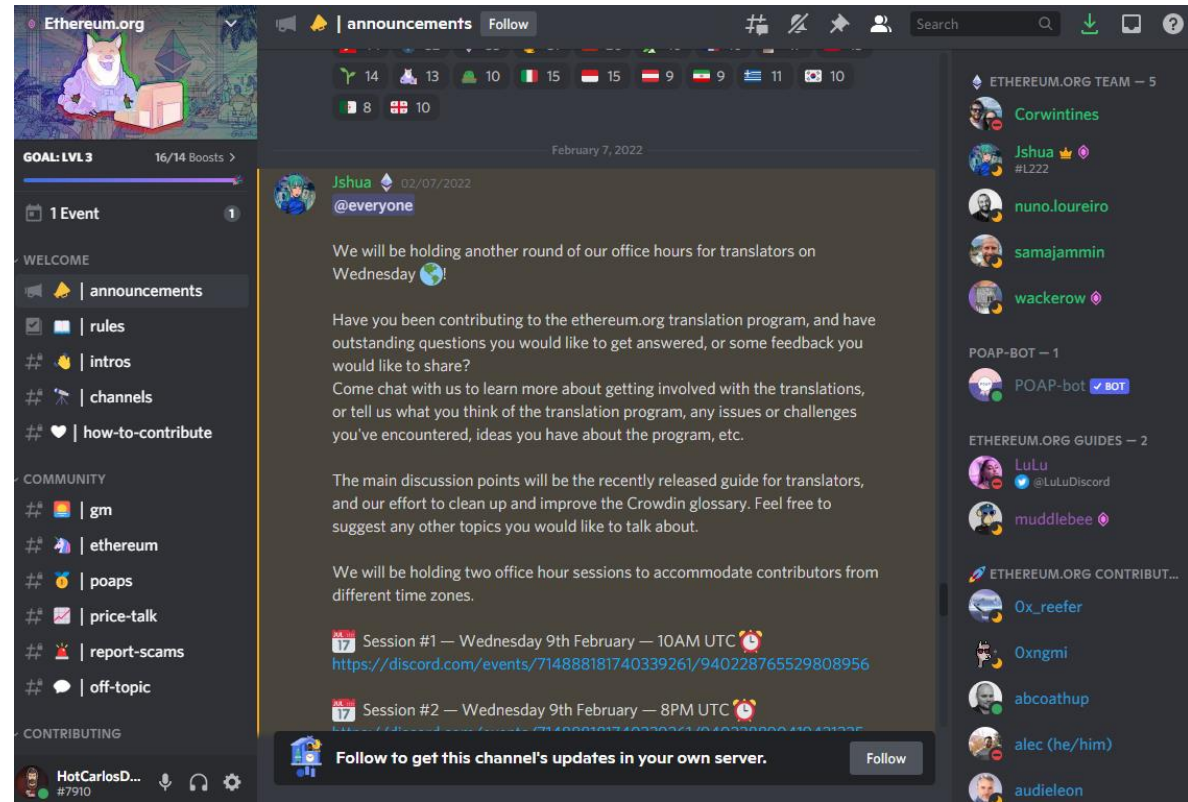 Ethereum.org
GOAL: LVL 3 16/14 Boosts >
1 Event 1
WELCOME
| announcements
| rules
| intros
| channels
| how-to-contribute
COMMUNITY
| gm
| ethereum
| poaps
| price-talk
| report-scams
| off-topic
CONTRIBUTING
HotCarlosD...
#7910
| announcements Follow
Search
14 13 10 15 15 9 9 11 10
8 10
February 7, 2022
Jshua 02/07/2022
@everyone
We will be holding another round of our office hours for translators on
Wednesday !
Have you been contributing to the ethereum.org translation program, and have
outstanding questions you would like to get answered, or some feedback you
would like to share?
Come chat with us to learn more about getting involved with the translations,
or tell us what you think of the translation program, any issues or challenges
you've encountered, ideas you have about the program, etc.
The main discussion points will be the recently released guide for translators,
and our effort to clean up and improve the Crowdin glossary. Feel free to
suggest any other topics you would like to talk about.
We will be holding two office hour sessions to accommodate contributors from
different time zones.
JUL 17 Session #1 — Wednesday 9th February — 10AM UTC
https://discord.com/events/714888181740339261/940228765529808956
JUL 17 Session #2 — Wednesday 9th February — 8PM UTC
Follow to get this channel's updates in your own server. Follow
ETHEREUM.ORG TEAM — 5
Corwintines
Jshua
#L222
nuno.loureiro
samajammin
wackerow
POAP-BOT — 1
POAP-bot ✓ BOT
ETHEREUM.ORG GUIDES — 2
LuLu
@LuLuDiscord
muddlebee
ETHEREUM.ORG CONTRIBUT...
0x_reefer
0xngmi
abcoathup
alec (he/him)
audieleon